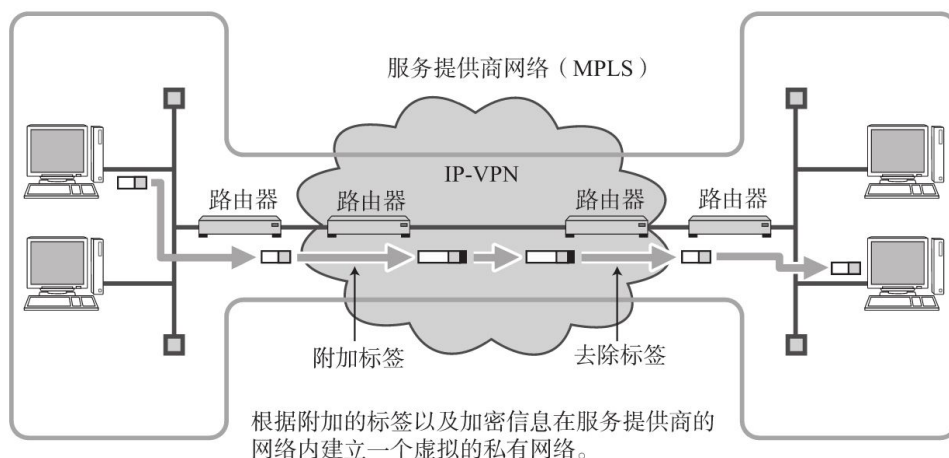 服务提供商网络（MPLS）
IP-VPN
路由器
路由器
路由器
路由器
附加标签
去除标签
根据附加的标签以及加密信息在服务提供商的
网络内建立一个虚拟的私有网络。